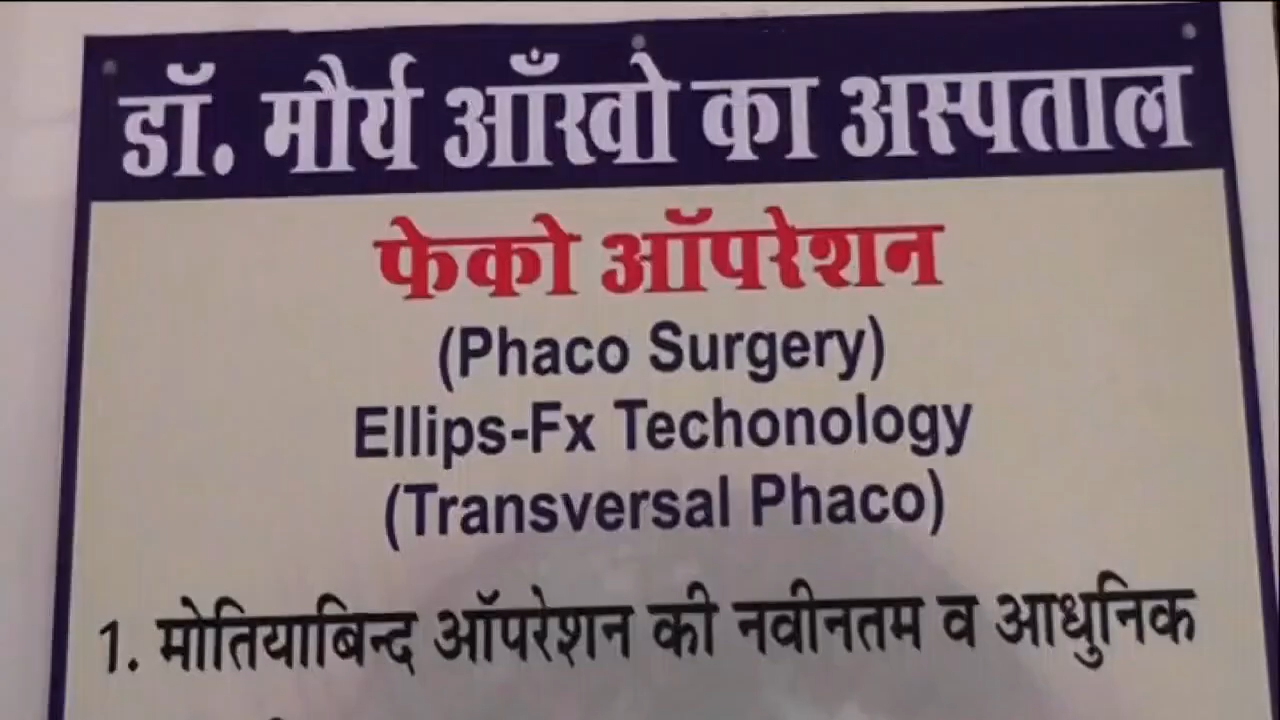 डॉ. मौर्य आँखो का अस्पताल
फेको ऑपरेशन
(Phaco Surgery)
Ellips-Fx Techonology
(Transversal Phaco)
1. मोतियाबिन्द ऑपरेशन की नवीनतम व आधुनिक